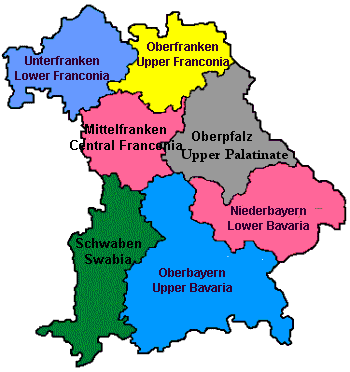 Oberfranken
Upper Franconia
Unterfranken
Lower Franconia
Mittelfranken
Central Franconia
Oberpfalz
Upper Palatinate
Niederbayern
Lower Bavaria
Schwaben
Swabia
Oberbayern
Upper Bavaria